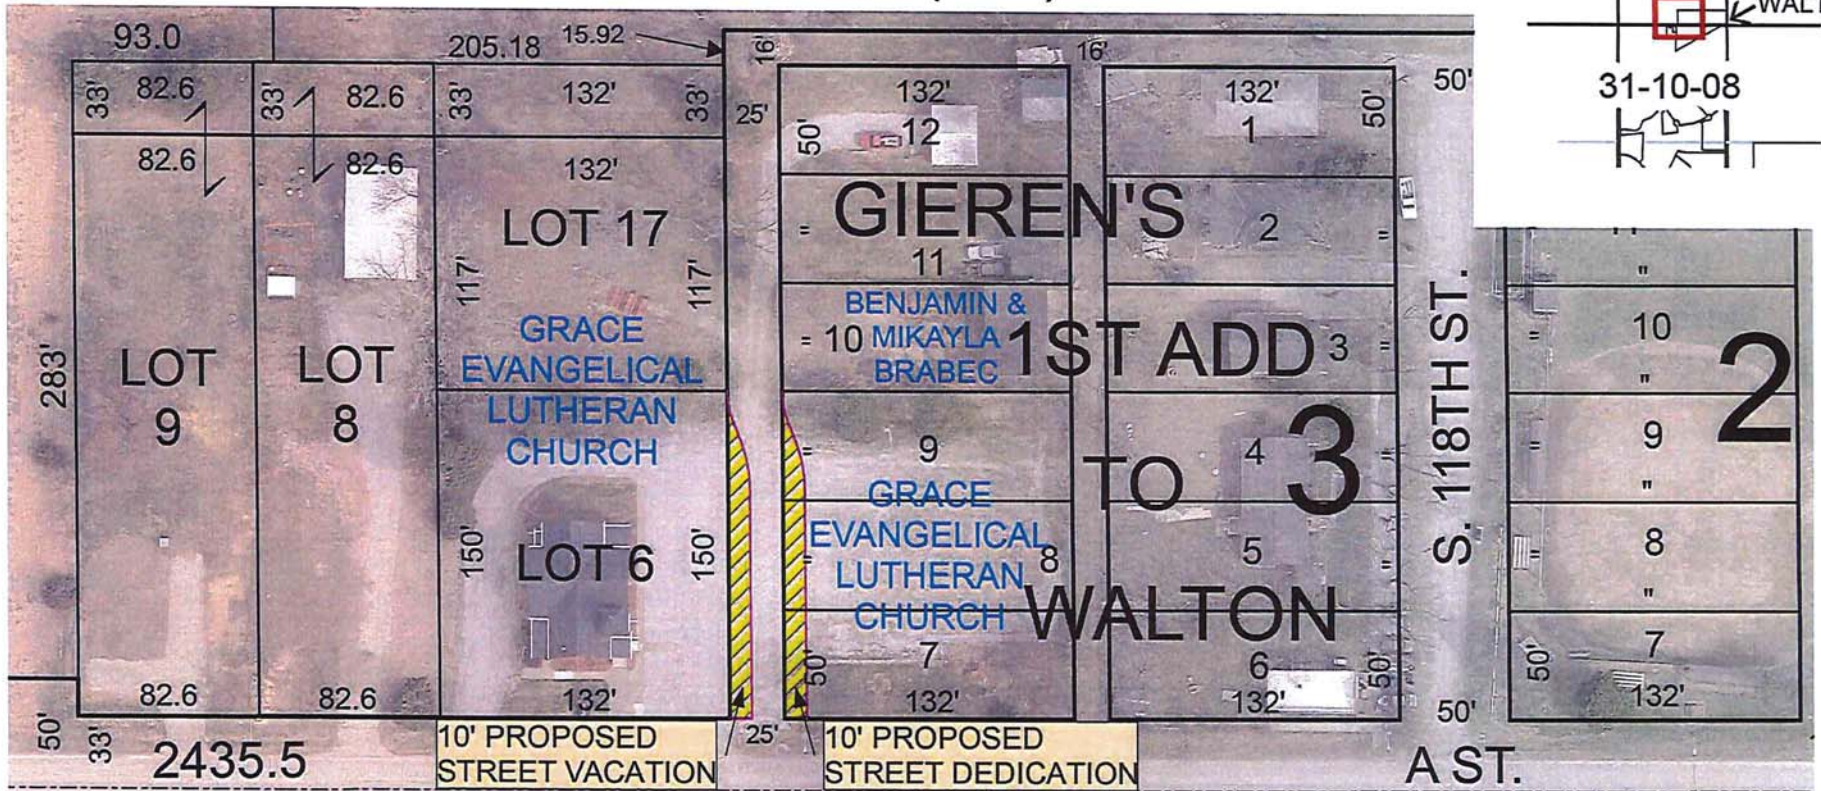 93.0
205.18
15.92
16'
16'
WALT
31-10-08
33'
82.6
33'
82.6
33'
132'
33'
25'
132'
50'
12
132'
1
50'
50'
82.6
82.6
132'
LOT 17
GIEREN'S
=
11
2
=
"
117'
117'
GRACE
EVANGELICAL
LUTHERAN
CHURCH
BENJAMIN &
MIKAYLA
BRABEC
= 10
1ST ADD
3
=
=
10
"
2
283'
LOT
9
LOT
8
S. 118TH ST.
=
9
TO
4
3
=
=
9
"
GRACE
EVANGELICAL
LUTHERAN
CHURCH
150'
LOT 6
150'
=
8
5
=
=
8
"
WALTON
50'
7
132'
6
132'
50'
50'
7
132'
82.6
82.6
132'
50'
33'
2435.5
10' PROPOSED
STREET VACATION
25'
10' PROPOSED
STREET DEDICATION
50'
A ST.